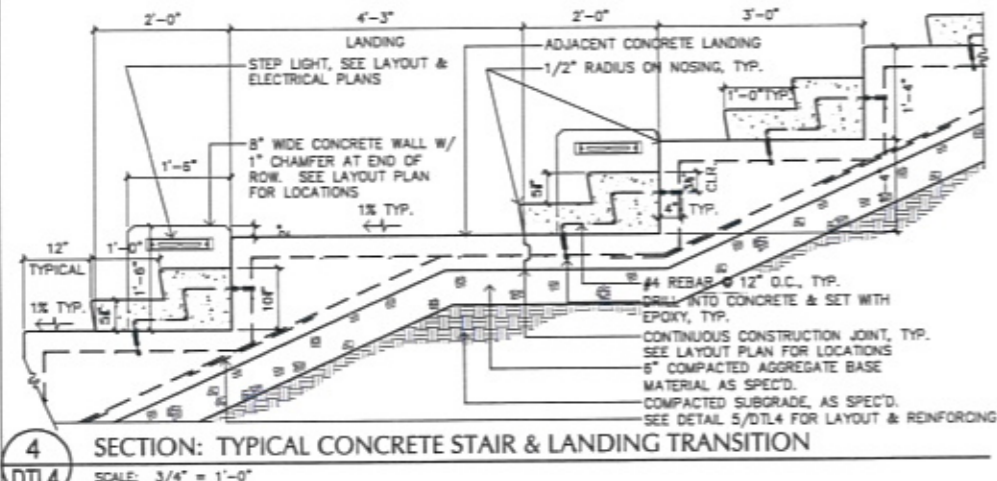 2'-0"
4'-3"
2'-0"
3'-0"
LANDING
STEP LIGHT, SEE LAYOUT &
ELECTRICAL PLANS
ADJACENT CONCRETE LANDING
1/2" RADIUS ON NOSING, TYP.
1'-0" TYP.
1'-4"
8" WIDE CONCRETE WALL W/
1" CHAMFER AT END OF
ROW. SEE LAYOUT PLAN
FOR LOCATIONS
1'-6"
CLR.
4"
TYP.
1% TYP.
12"
TYPICAL
1'-0"
1'-6"
1% TYP.
#4 REBAR @ 12" O.C., TYP.
DRILL INTO CONCRETE & SET WITH
EPOXY, TYP.
CONTINUOUS CONSTRUCTION JOINT, TYP.
SEE LAYOUT PLAN FOR LOCATIONS
6" COMPACTED AGGREGATE BASE
MATERIAL AS SPEC'D.
COMPACTED SUBGRADE, AS SPEC'D.
SEE DETAIL 5/DTL4 FOR LAYOUT & REINFORCING
4
DTL4
SECTION: TYPICAL CONCRETE STAIR & LANDING TRANSITION
SCALE: 3/4" = 1'-0"